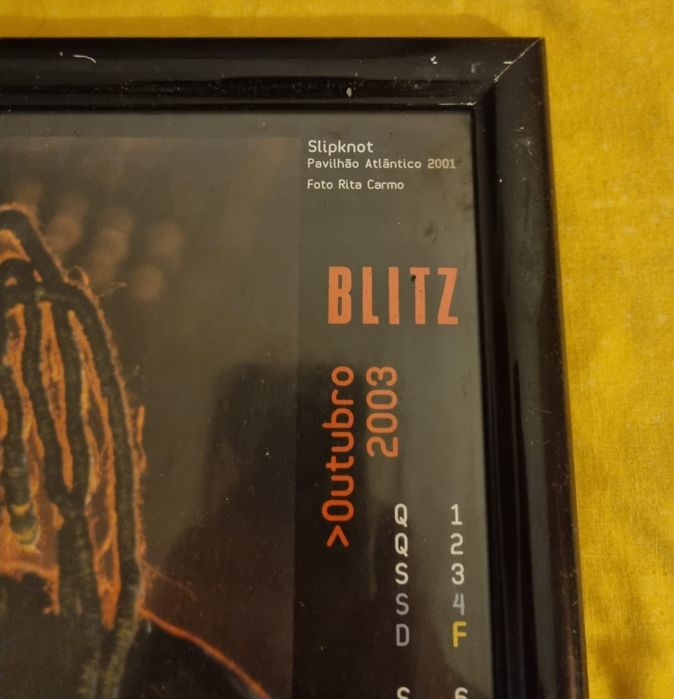 Slipknot
Pavilhão Atlântico 2001
Foto Rita Carmo
BLITZ
>Outubro
2003
Q 1
Q 2
S 3
S 4
D F
S 6